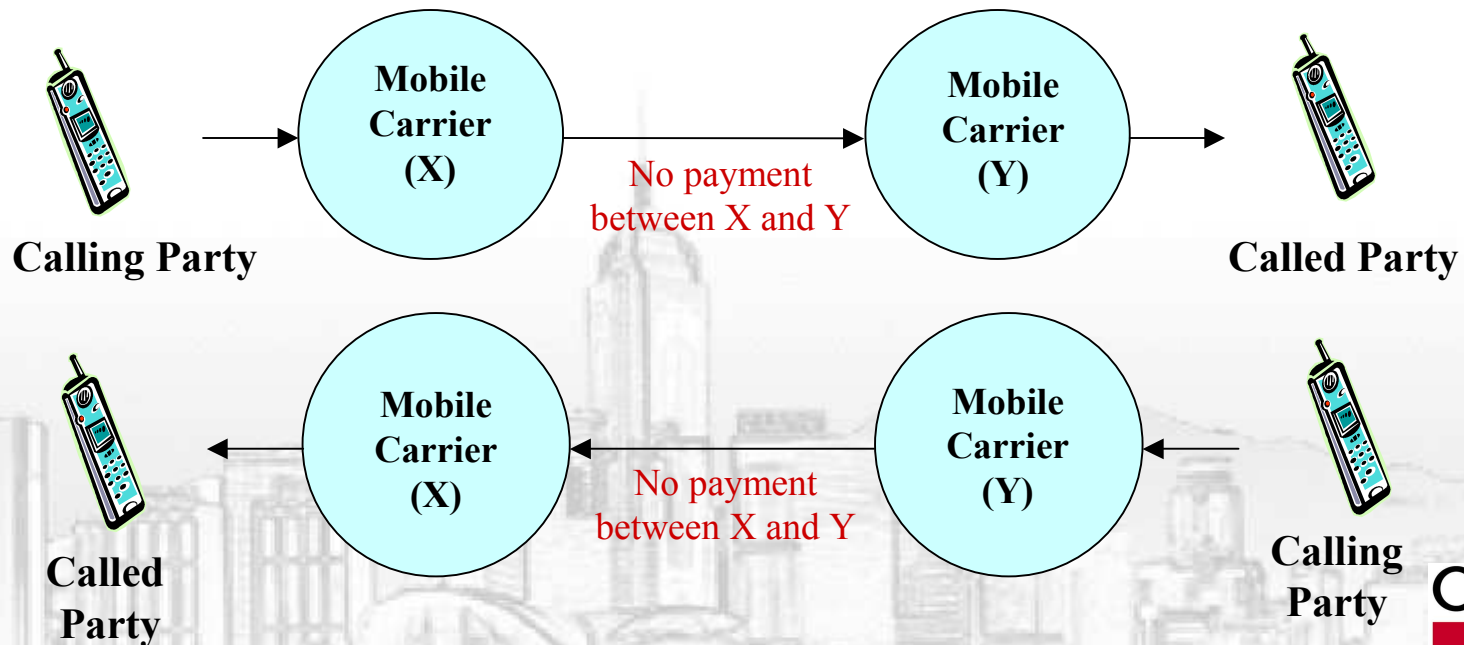 Mobile
Carrier
(X)
Mobile
Carrier
(Y)
No payment
between X and Y
Calling Party
Called Party
Mobile
Carrier
(X)
Mobile
Carrier
(Y)
No payment
between X and Y
Called
Party
Calling
Party